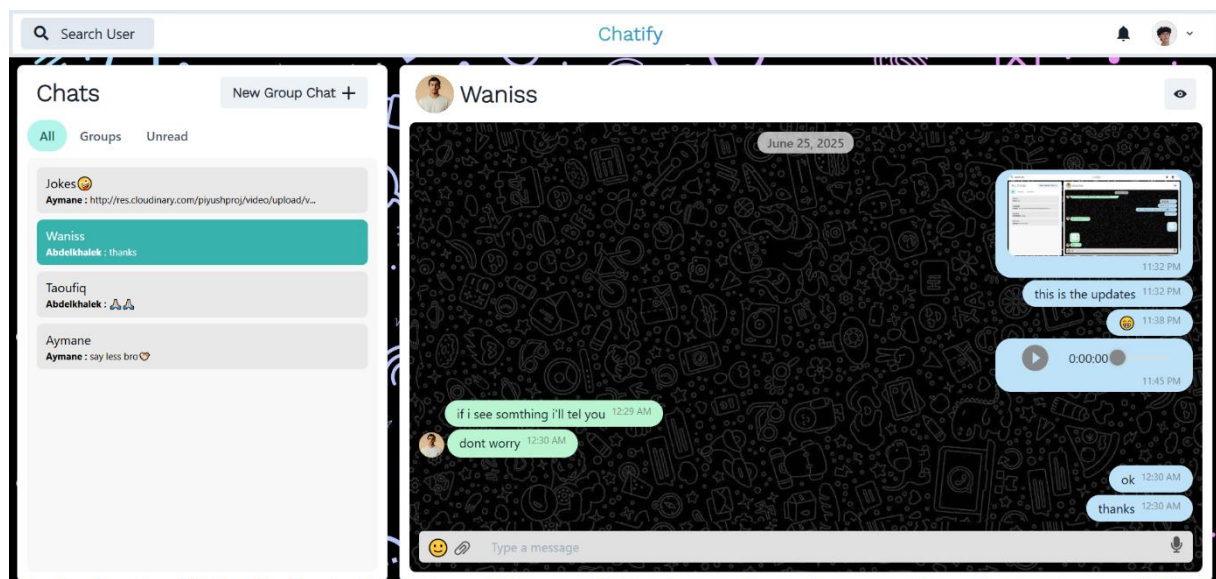 Search User
Chatify
Chats
New Group Chat +
All Groups Unread
Jokes🤪
Aymane : http://res.cloudinary.com/piyushproj/video/upload/v...
Waniss
Abdelkhalek : thanks
Taoufiq
Abdelkhalek : 🙏🙏
Aymane
Aymane : say less bro
Waniss
June 25, 2025
11:32 PM
this is the updates 11:32 PM
😁 11:38 PM
0:00:00
11:45 PM
if i see somthing i'll tel you 12:29 AM
dont worry 12:30 AM
ok 12:30 AM
thanks 12:30 AM
Type a message